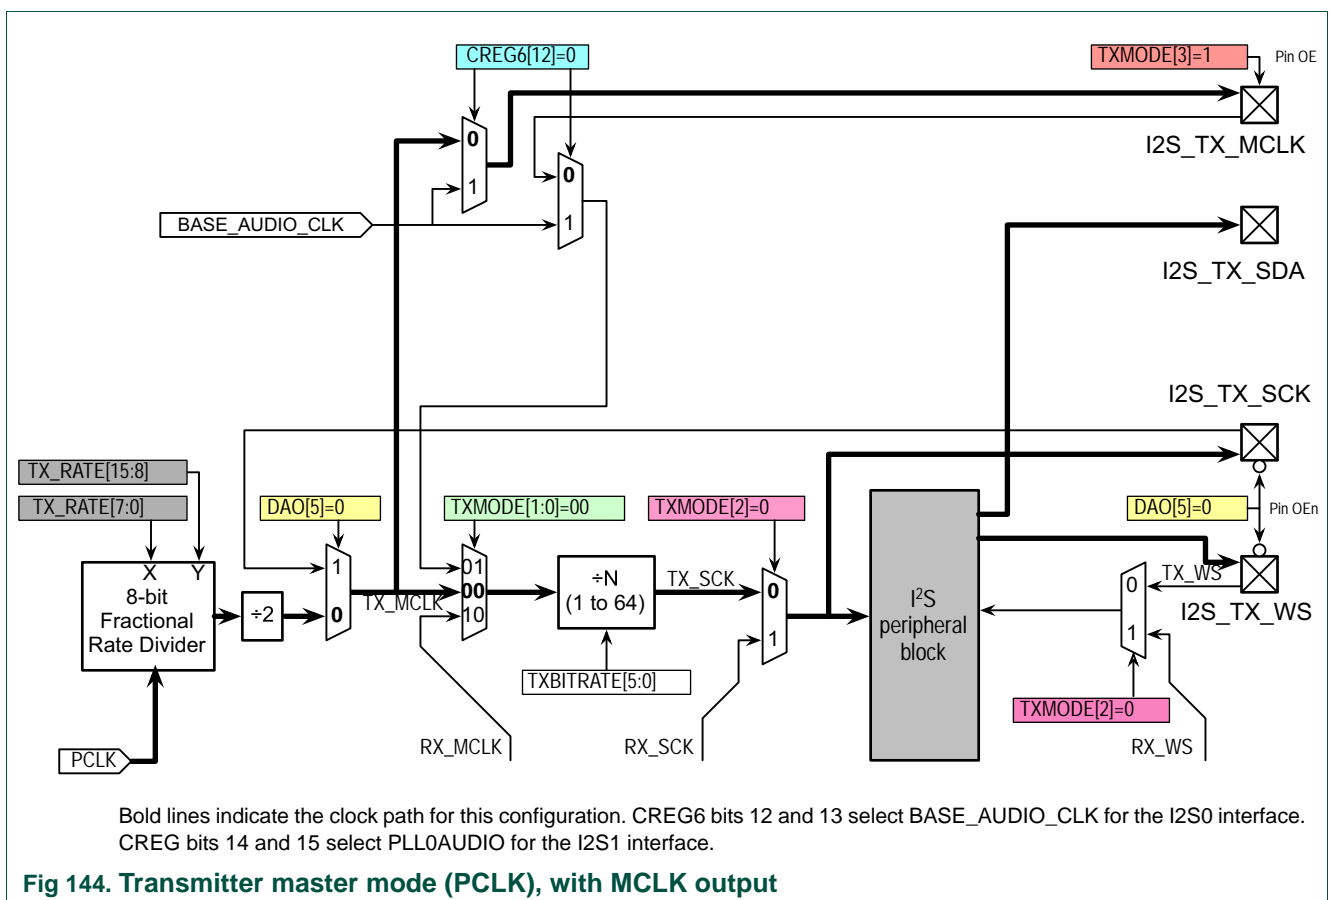 CREG6[12]=0
TXMODE[3]=1
Pin OE
0
1
I2S_TX_MCLK
0
1
BASE_AUDIO_CLK
I2S_TX_SDA
I2S_TX_SCK
TX_RATE[15:8]
TX_RATE[7:0]
DAO[5]=0
TXMODE[1:0]=00
TXMODE[2]=0
DAO[5]=0
Pin OEn
X Y
8-bit
Fractional
Rate Divider
÷2
1
0
TX_MCLK
01
00
10
÷N
(1 to 64)
TX_SCK
0
1
I²S
peripheral
block
0
1
TX_WS
I2S_TX_WS
TXBITRATE[5:0]
TXMODE[2]=0
PCLK
RX_MCLK
RX_SCK
RX_WS
Bold lines indicate the clock path for this configuration. CREG6 bits 12 and 13 select BASE_AUDIO_CLK for the I2S0 interface.
CREG bits 14 and 15 select PLL0AUDIO for the I2S1 interface.
Fig 144. Transmitter master mode (PCLK), with MCLK output